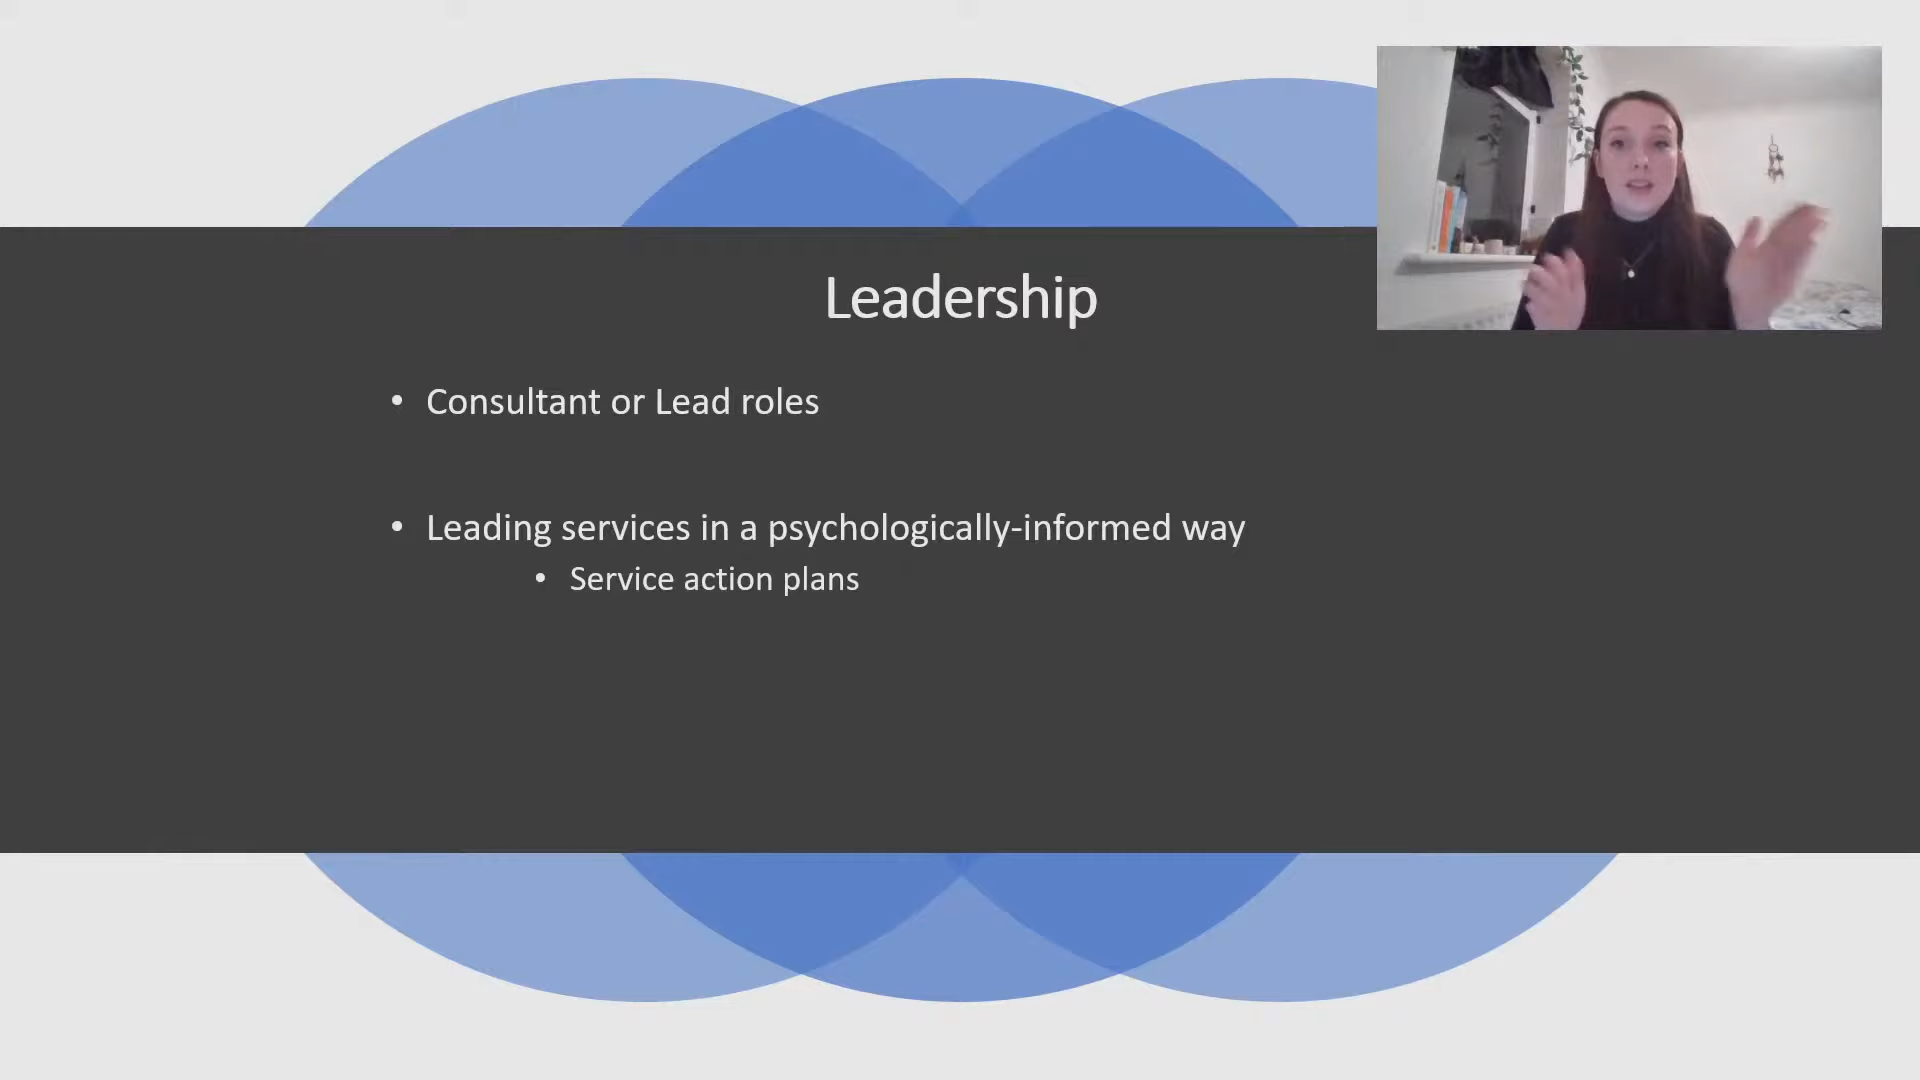 Leadership
• Consultant or Lead roles
• Leading services in a psychologically-informed way
• Service action plans